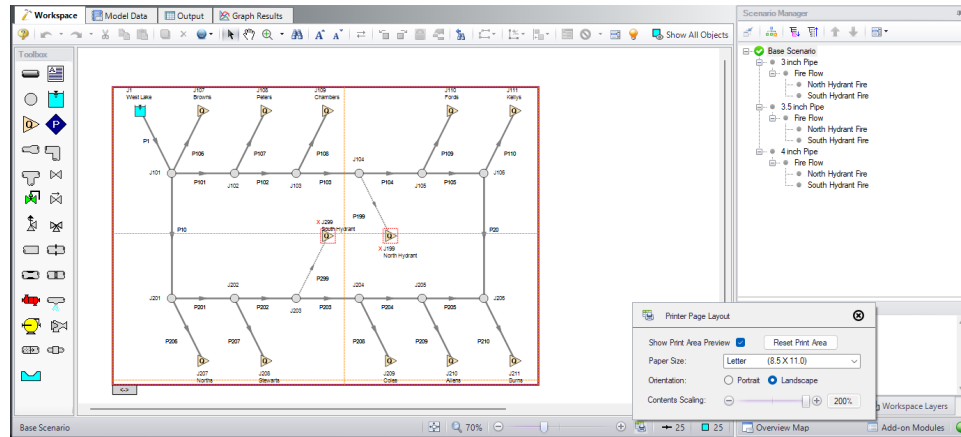 Workspace
Model Data
Output
Graph Results
Scenario Manager
Show All Objects
Toolbox
Base Scenario
3 inch Pipe
Fire Flow
North Hydrant Fire
South Hydrant Fire
3.5 inch Pipe
Fire Flow
North Hydrant Fire
South Hydrant Fire
4 inch Pipe
Fire Flow
North Hydrant Fire
South Hydrant Fire
J1
West Lake
J107
Browns
J108
Peters
J109
Chambers
J110
Fords
J111
Kellys
P1
P106
P107
P108
P109
P110
J101
J102
J103
J104
J105
J106
P101
P102
P103
P104
P105
P10
P199
P20
X J299
South Hydrant
X J199
North Hydrant
P299
J201
J202
J203
J204
J205
J206
P201
P202
P203
P204
P205
P206
P207
P208
P209
P210
J207
Norths
J208
Stewarts
J209
Coles
J210
Allens
J211
Burns
Printer Page Layout
Show Print Area Preview
Reset Print Area
Paper Size:
Letter (8.5 X 11.0)
Orientation:
Portrait
Landscape
Contents Scaling:
200%
Workspace Layers
Base Scenario
70%
25
25
Overview Map
Add-on Modules